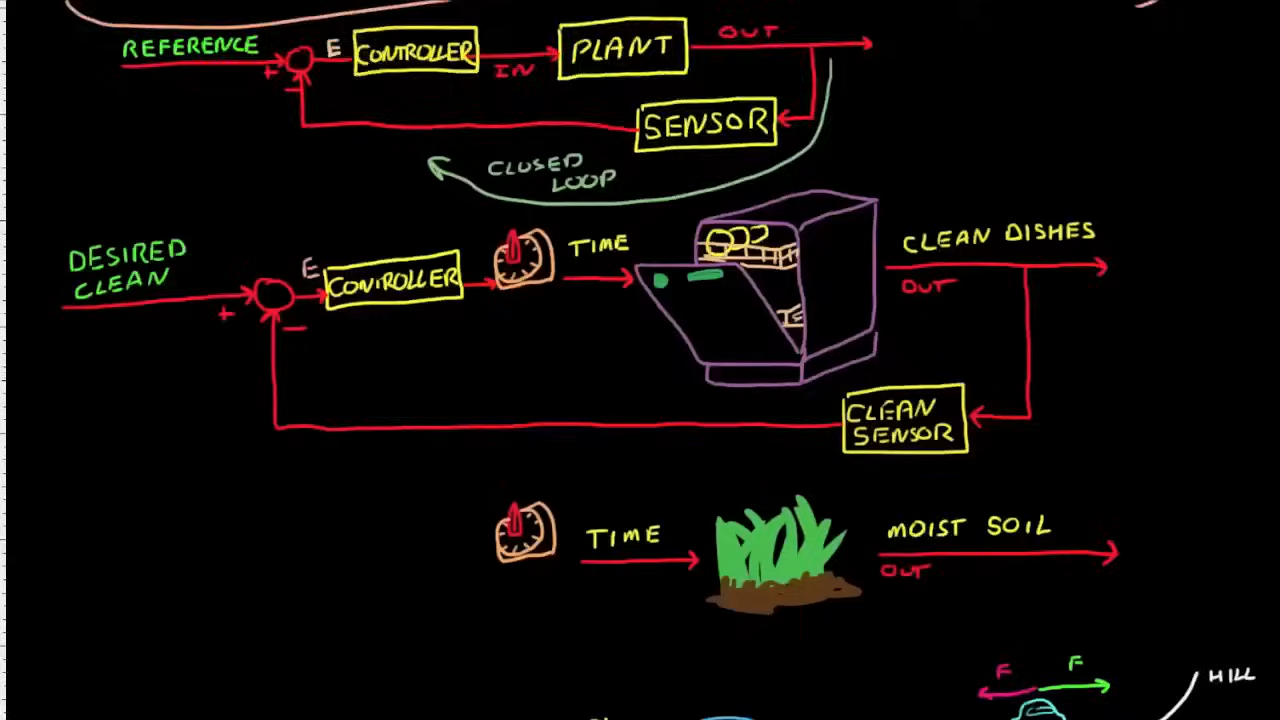 REFERENCE
+
-
E
CONTROLLER
IN
PLANT
OUT
SENSOR
CLOSED
LOOP
DESIRED
CLEAN
+
-
E
CONTROLLER
TIME
CLEAN DISHES
OUT
CLEAN
SENSOR
TIME
MOIST SOIL
OUT
F
F
HILL